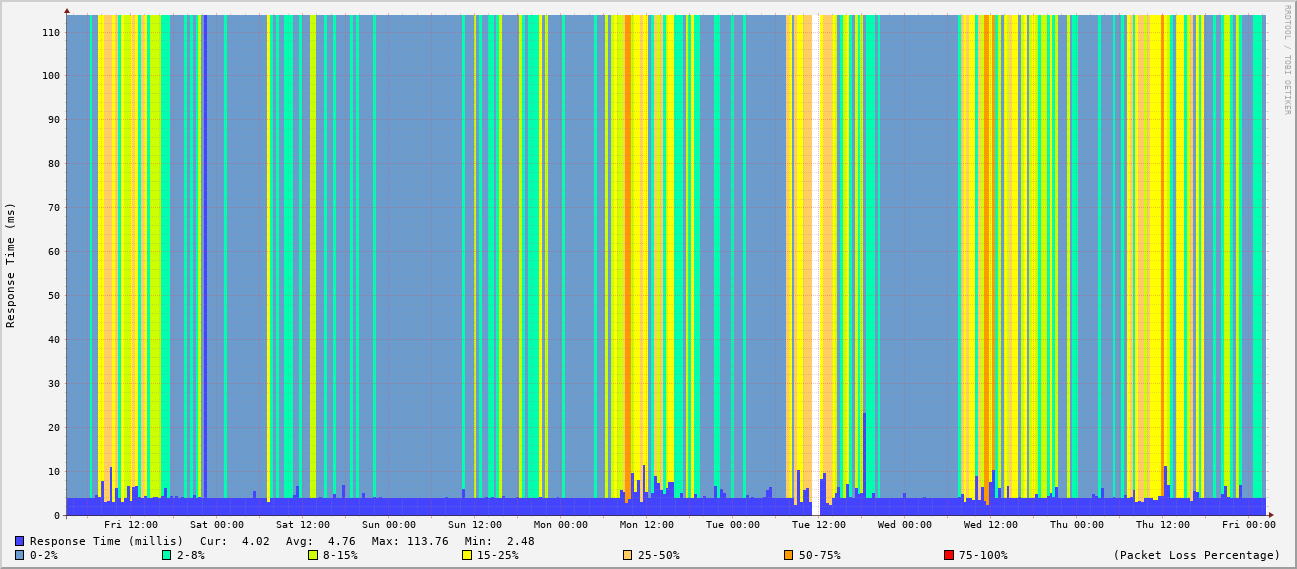 RRDTOOL / TOBI OETIKER
Response Time (ms)
110
100
90
80
70
60
50
40
30
20
10
0
Fri 12:00 Sat 00:00 Sat 12:00 Sun 00:00 Sun 12:00 Mon 00:00 Mon 12:00 Tue 00:00 Tue 12:00 Wed 00:00 Wed 12:00 Thu 00:00 Thu 12:00 Fri 00:00
Response Time (millis) Cur: 4.02 Avg: 4.76 Max: 113.76 Min: 2.48
0-2% 2-8% 8-15% 15-25% 25-50% 50-75% 75-100% (Packet Loss Percentage)